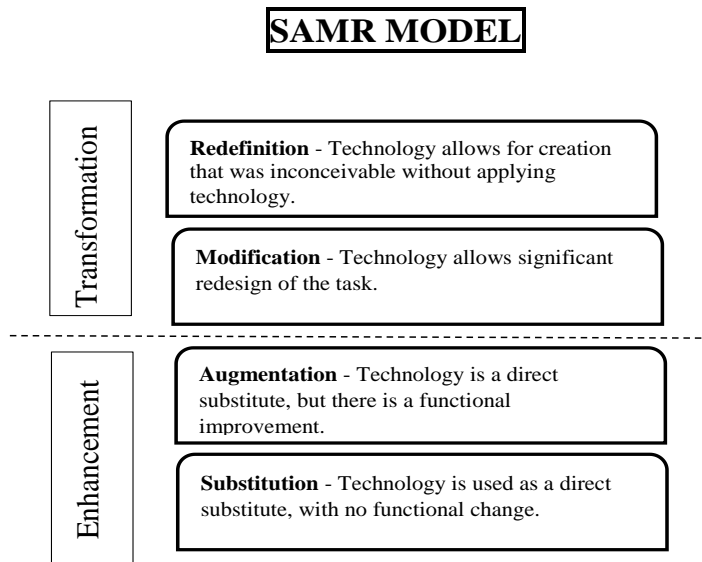 SAMR MODEL
Transformation
Redefinition - Technology allows for creation
that was inconceivable without applying
technology.
Modification - Technology allows significant
redesign of the task.
Enhancement
Augmentation - Technology is a direct
substitute, but there is a functional
improvement.
Substitution - Technology is used as a direct
substitute, with no functional change.